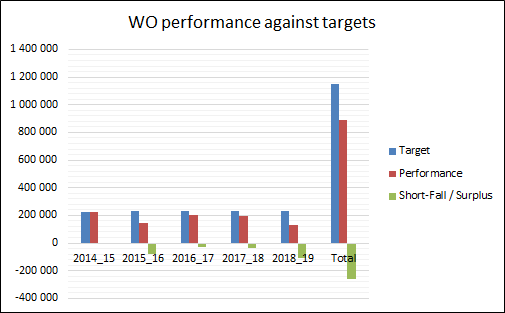 WO performance against targets
1 400 000
1 200 000
1 000 000
800 000
600 000
400 000
200 000
0
-200 000
-400 000
2014_15 2015_16 2016_17 2017_18 2018_19 Total
Target
Performance
Short-Fall / Surplus